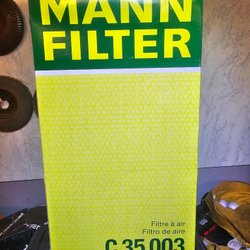 MANN
FILTER
Filtre à air
Filtro de aire
C 35 003